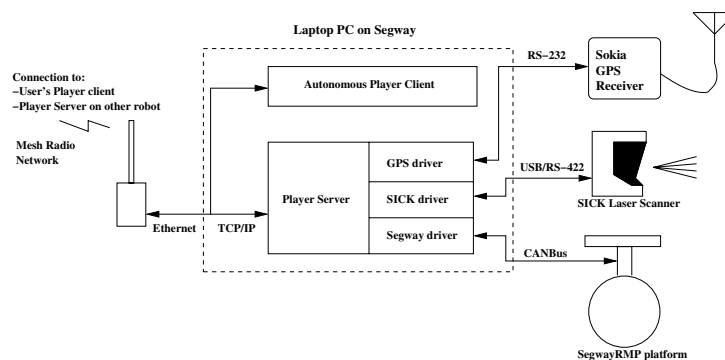 Laptop PC on Segway
Connection to:
-User's Player client
-Player Server on other robot
Mesh Radio
Network
Ethernet
TCP/IP
Autonomous Player Client
Player Server
GPS driver
SICK driver
Segway driver
RS-232
USB/RS-422
CANBus
Sokia
GPS
Receiver
SICK Laser Scanner
SegwayRMP platform